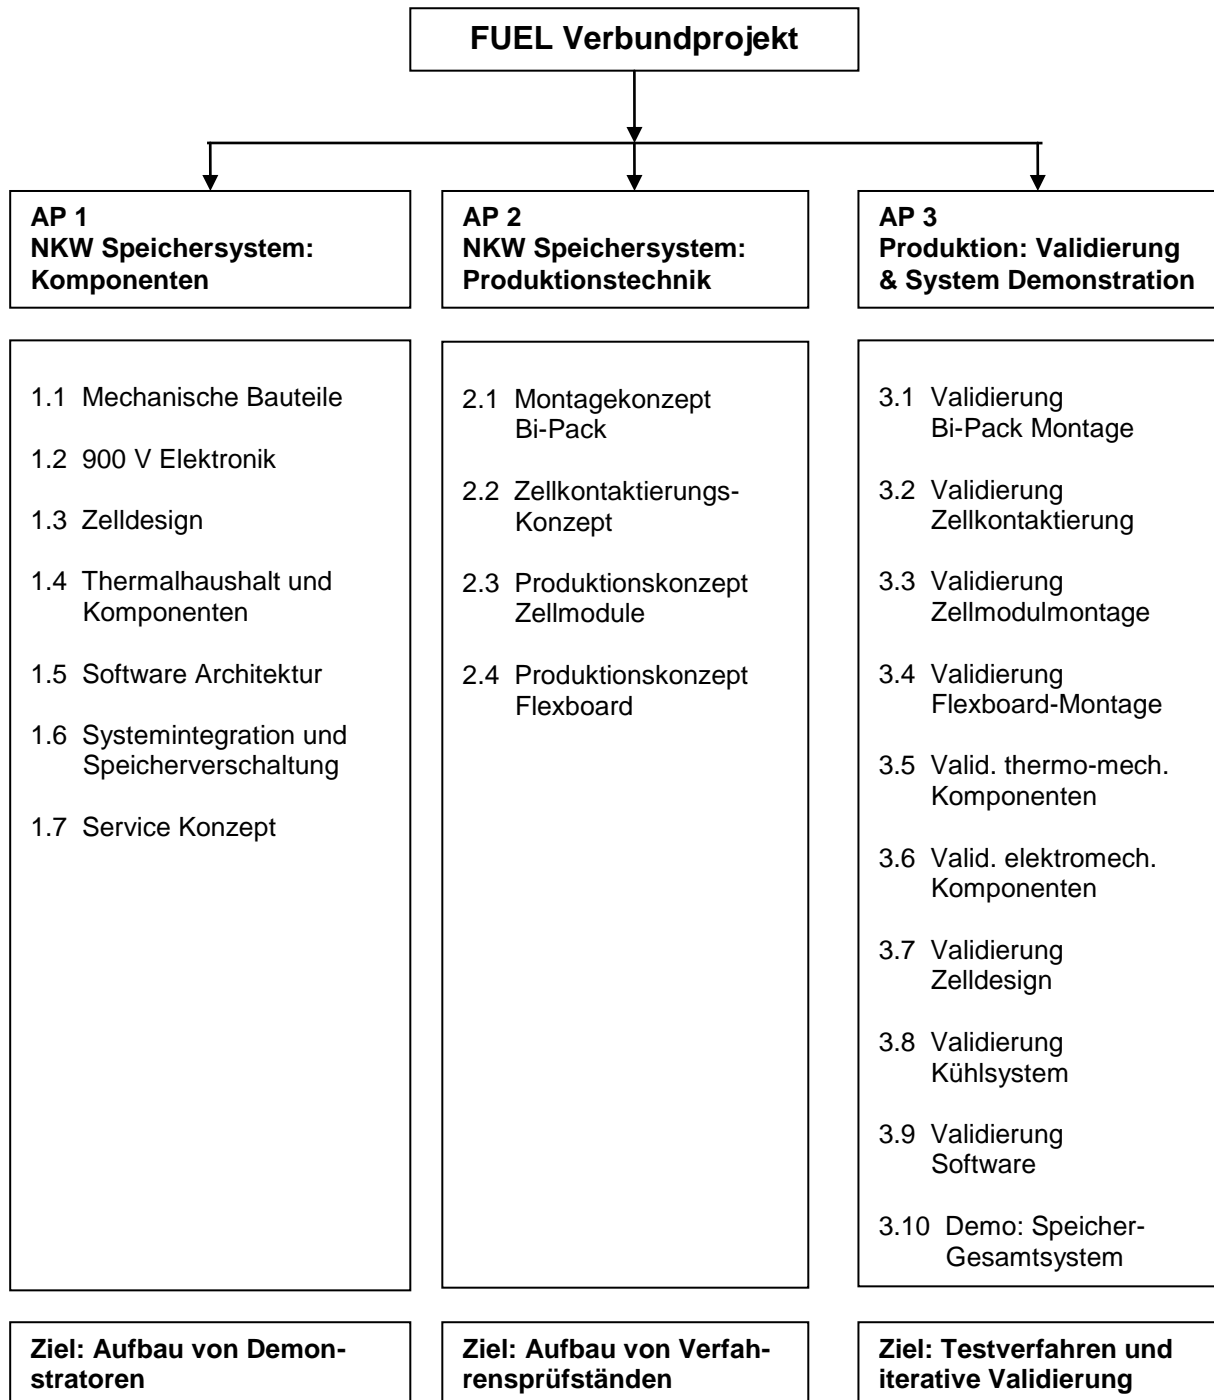 FUEL Verbundprojekt
AP 1
NKW Speichersystem:
Komponenten
AP 2
NKW Speichersystem:
Produktionstechnik
AP 3
Produktion: Validierung
& System Demonstration
1.1 Mechanische Bauteile
1.2 900 V Elektronik
1.3 Zelldesign
1.4 Thermalhaushalt und
Komponenten
1.5 Software Architektur
1.6 Systemintegration und
Speicherverschaltung
1.7 Service Konzept
2.1 Montagekonzept
Bi-Pack
2.2 Zellkontaktierungs-
Konzept
2.3 Produktionskonzept
Zellmodule
2.4 Produktionskonzept
Flexboard
3.1 Validierung
Bi-Pack Montage
3.2 Validierung
Zellkontaktierung
3.3 Validierung
Zellmodulmontage
3.4 Validierung
Flexboard-Montage
3.5 Valid. thermo-mech.
Komponenten
3.6 Valid. elektromech.
Komponenten
3.7 Validierung
Zelldesign
3.8 Validierung
Kühlsystem
3.9 Validierung
Software
3.10 Demo: Speicher-
Gesamtsystem
Ziel: Aufbau von Demon-
stratoren
Ziel: Aufbau von Verfah-
rensprüfständen
Ziel: Testverfahren und
iterative Validierung